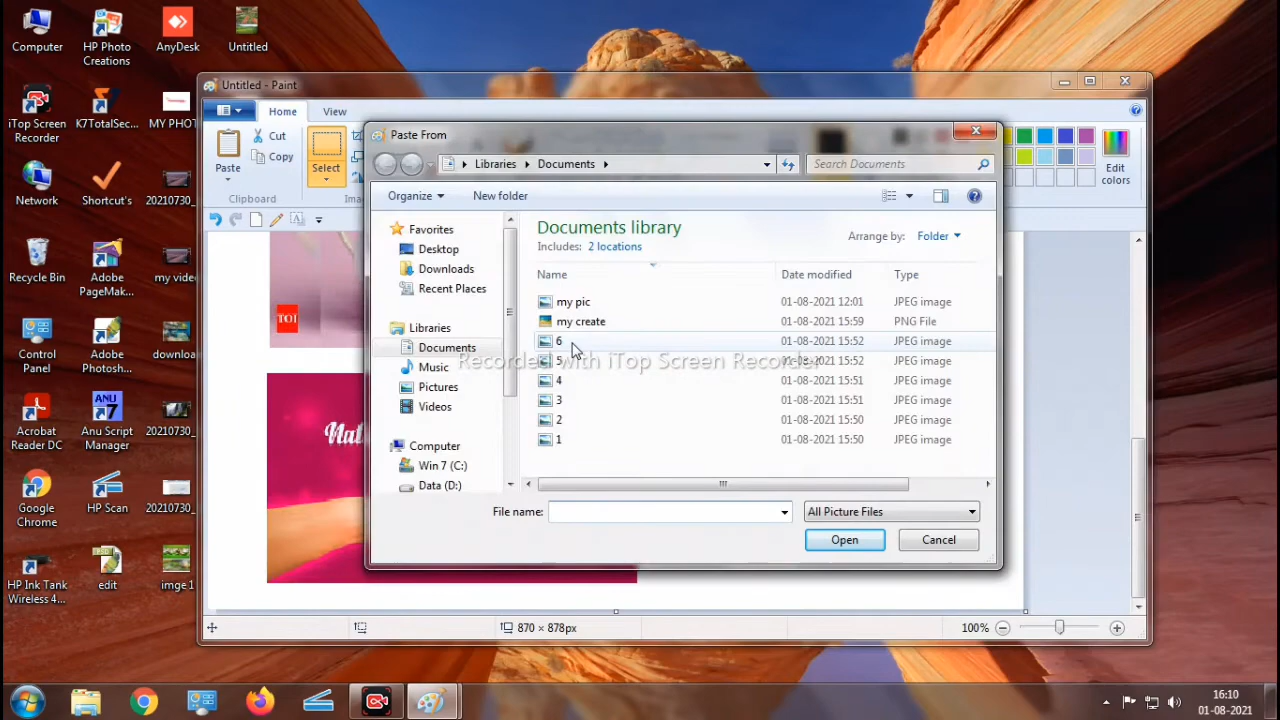 Computer
HP Photo
Creations
AnyDesk
Untitled
iTop Screen
Recorder
K7TotalSec...
MY PHOT
Network
Shortcut's
20210730_
Recycle Bin
Adobe
PageMak...
my video
Control
Panel
Adobe
Photosh...
downloa
Acrobat
Reader DC
Anu Script
Manager
20210730_
Google
Chrome
HP Scan
20210730_
HP Ink Tank
Wireless 4...
edit
imge 1
Untitled - Paint
Home
View
Paste
Cut
Copy
Clipboard
Select
Edit
colors
Paste From
Libraries
Documents
Search Documents
Organize
New folder
Favorites
Desktop
Downloads
Recent Places
Libraries
Documents
Music
Pictures
Videos
Computer
Win 7 (C:)
Data (D:)
Documents library
Includes: 2 locations
Arrange by: Folder
Name Date modified Type
my pic 01-08-2021 12:01 JPEG image
my create 01-08-2021 15:59 PNG File
6 01-08-2021 15:52 JPEG image
5 01-08-2021 15:52 JPEG image
4 01-08-2021 15:51 JPEG image
3 01-08-2021 15:51 JPEG image
2 01-08-2021 15:50 JPEG image
1 01-08-2021 15:50 JPEG image
Recorded with iTop Screen Recorder
File name:
All Picture Files
Open
Cancel
TOI
870 × 878px
100%
16:10
01-08-2021